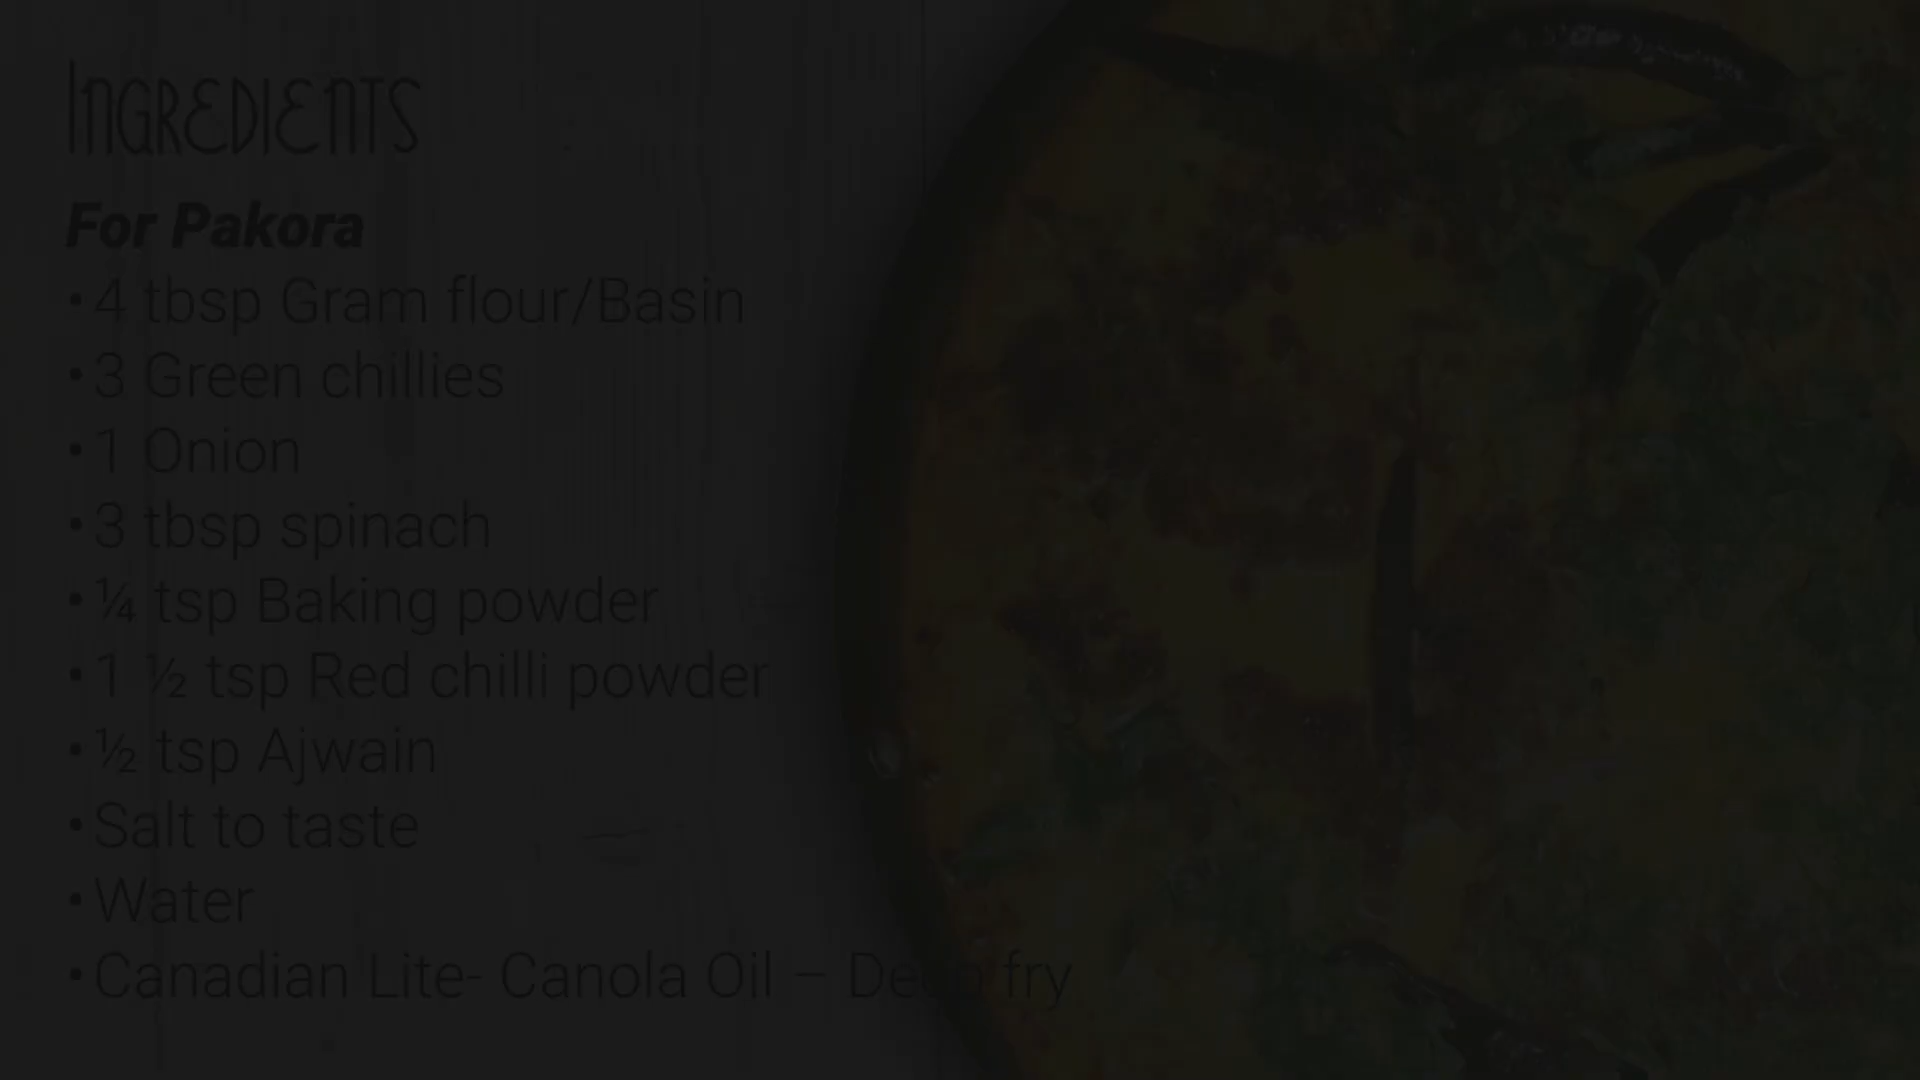 INGREDIENTS
For Pakora
• 4 tbsp Gram flour/Basin
• 3 Green chillies
• 1 Onion
• 3 tbsp spinach
• ¼ tsp Baking powder
• 1 ½ tsp Red chilli powder
• ½ tsp Ajwain
• Salt to taste
• Water
• Canadian Lite- Canola Oil – Deep fry